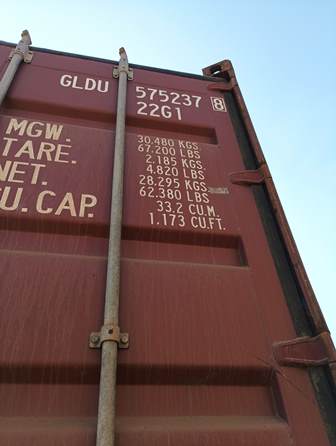 GLDU 575237 8
22G1
MGW. 30.480 KGS.
67.200 LBS
TARE. 2.185 KGS.
4.820 LBS
NET. 28.295 KGS
62.380 LBS
U. CAP. 33.2 CU.M.
1.173 CU.FT.